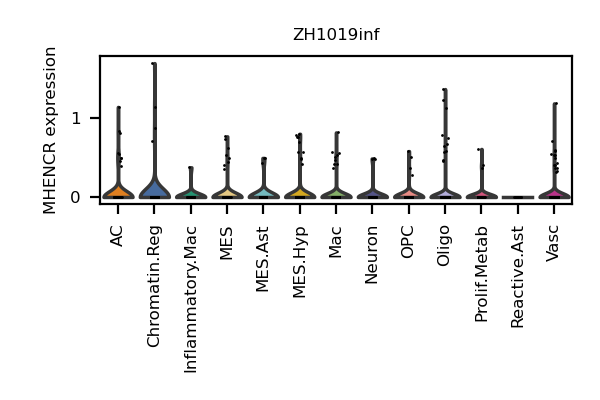 ZH1019inf
MHENCR expression
1
0
AC
Chromatin.Reg
Inflammatory.Mac
MES
MES.Ast
MES.Hyp
Mac
Neuron
OPC
Oligo
Prolif.Metab
Reactive.Ast
Vasc